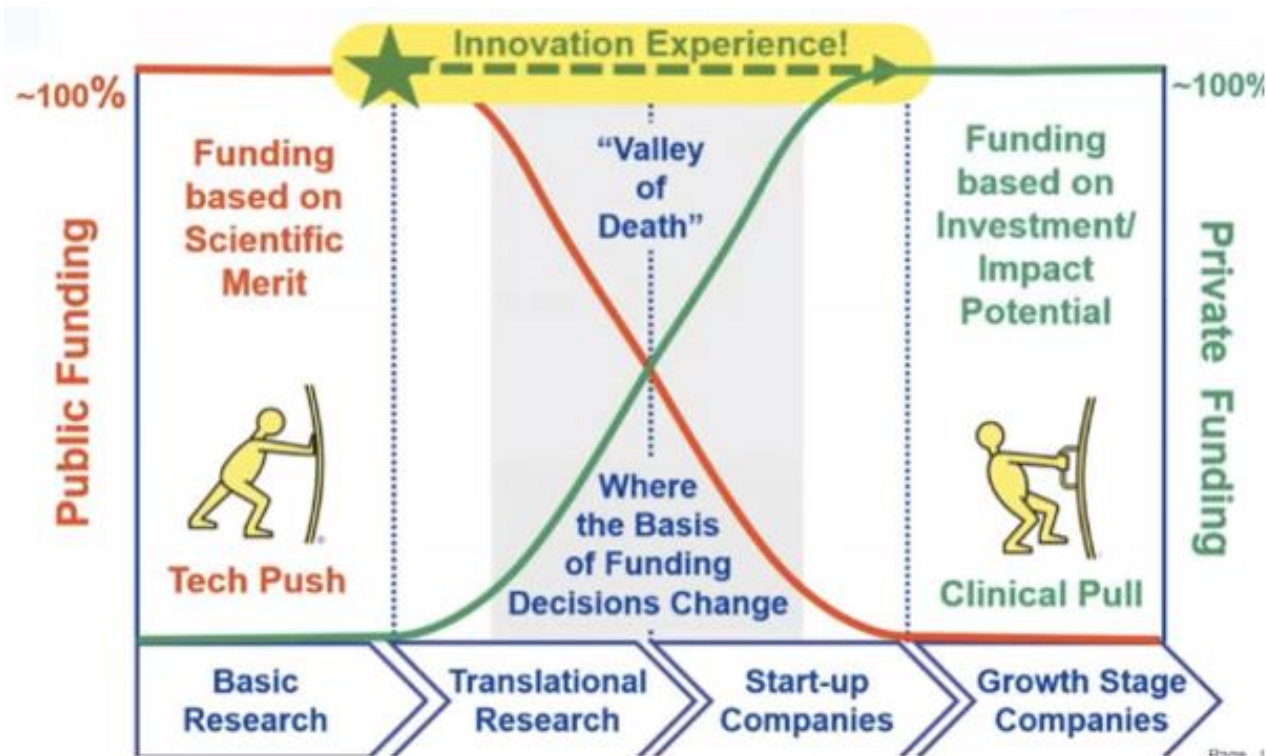 Innovation Experience!
~100%
~100%
Public Funding
Funding
based on
Scientific
Merit
Tech Push
“Valley
of
Death”
Where
the Basis
of Funding
Decisions Change
Funding
based on
Investment/
Impact
Potential
Clinical Pull
Private Funding
Basic
Research
Translational
Research
Start-up
Companies
Growth Stage
Companies